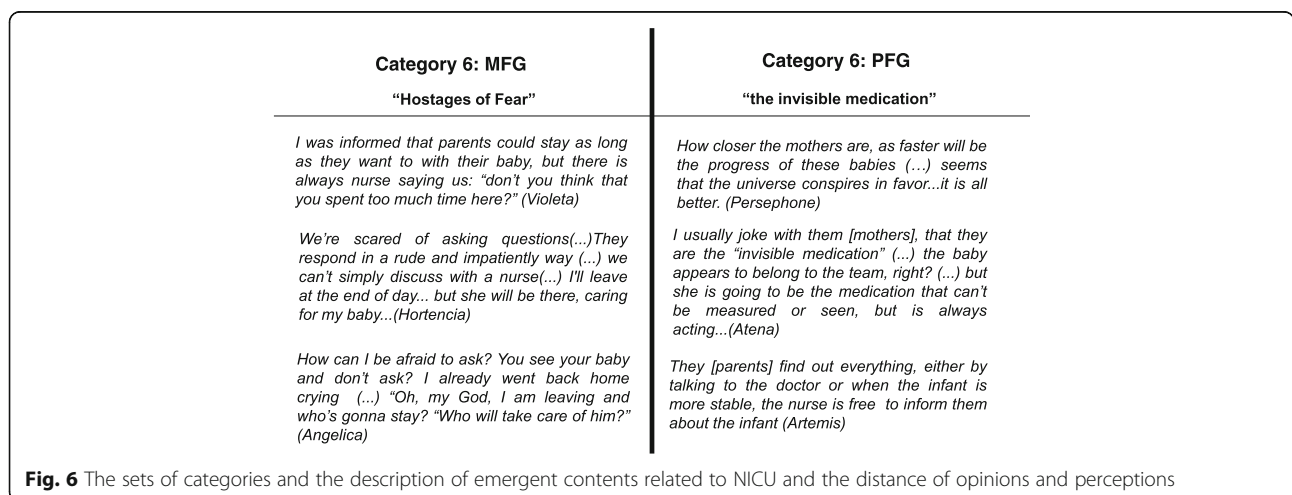 Category 6: MFG
“Hostages of Fear”
I was informed that parents could stay as long
as they want to with their baby, but there is
always nurse saying us: “don’t you think that
you spent too much time here?” (Violeta)
We’re scared of asking questions(...)They
respond in a rude and impatiently way (...) we
can’t simply discuss with a nurse(...) I'll leave
at the end of day... but she will be there, caring
for my baby...(Hortencia)
How can I be afraid to ask? You see your baby
and don’t ask? I already went back home
crying (...) “Oh, my God, I am leaving and
who’s gonna stay? “Who will take care of him?”
(Angelica)
Category 6: PFG
“the invisible medication”
How closer the mothers are, as faster will be
the progress of these babies (…) seems
that the universe conspires in favor...it is all
better. (Persephone)
I usually joke with them [mothers], that they
are the “invisible medication” (...) the baby
appears to belong to the team, right? (...) but
she is going to be the medication that can’t
be measured or seen, but is always
acting...(Atena)
They [parents] find out everything, either by
talking to the doctor or when the infant is
more stable, the nurse is free to inform them
about the infant (Artemis)
Fig. 6 The sets of categories and the description of emergent contents related to NICU and the distance of opinions and perceptions